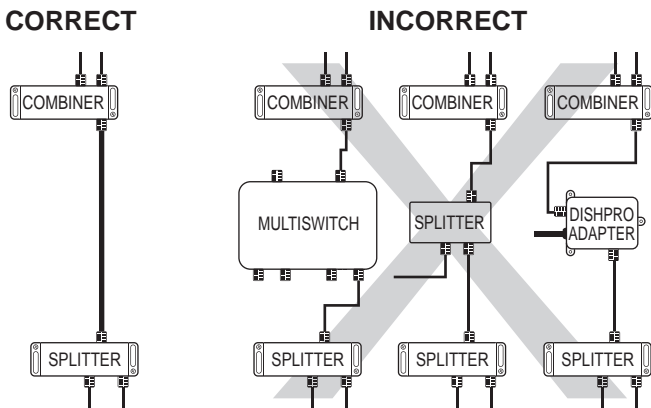 CORRECT
INCORRECT
COMBINER
COMBINER
COMBINER
COMBINER
MULTISWITCH
SPLITTER
DISHPRO
ADAPTER
SPLITTER
SPLITTER
SPLITTER
SPLITTER